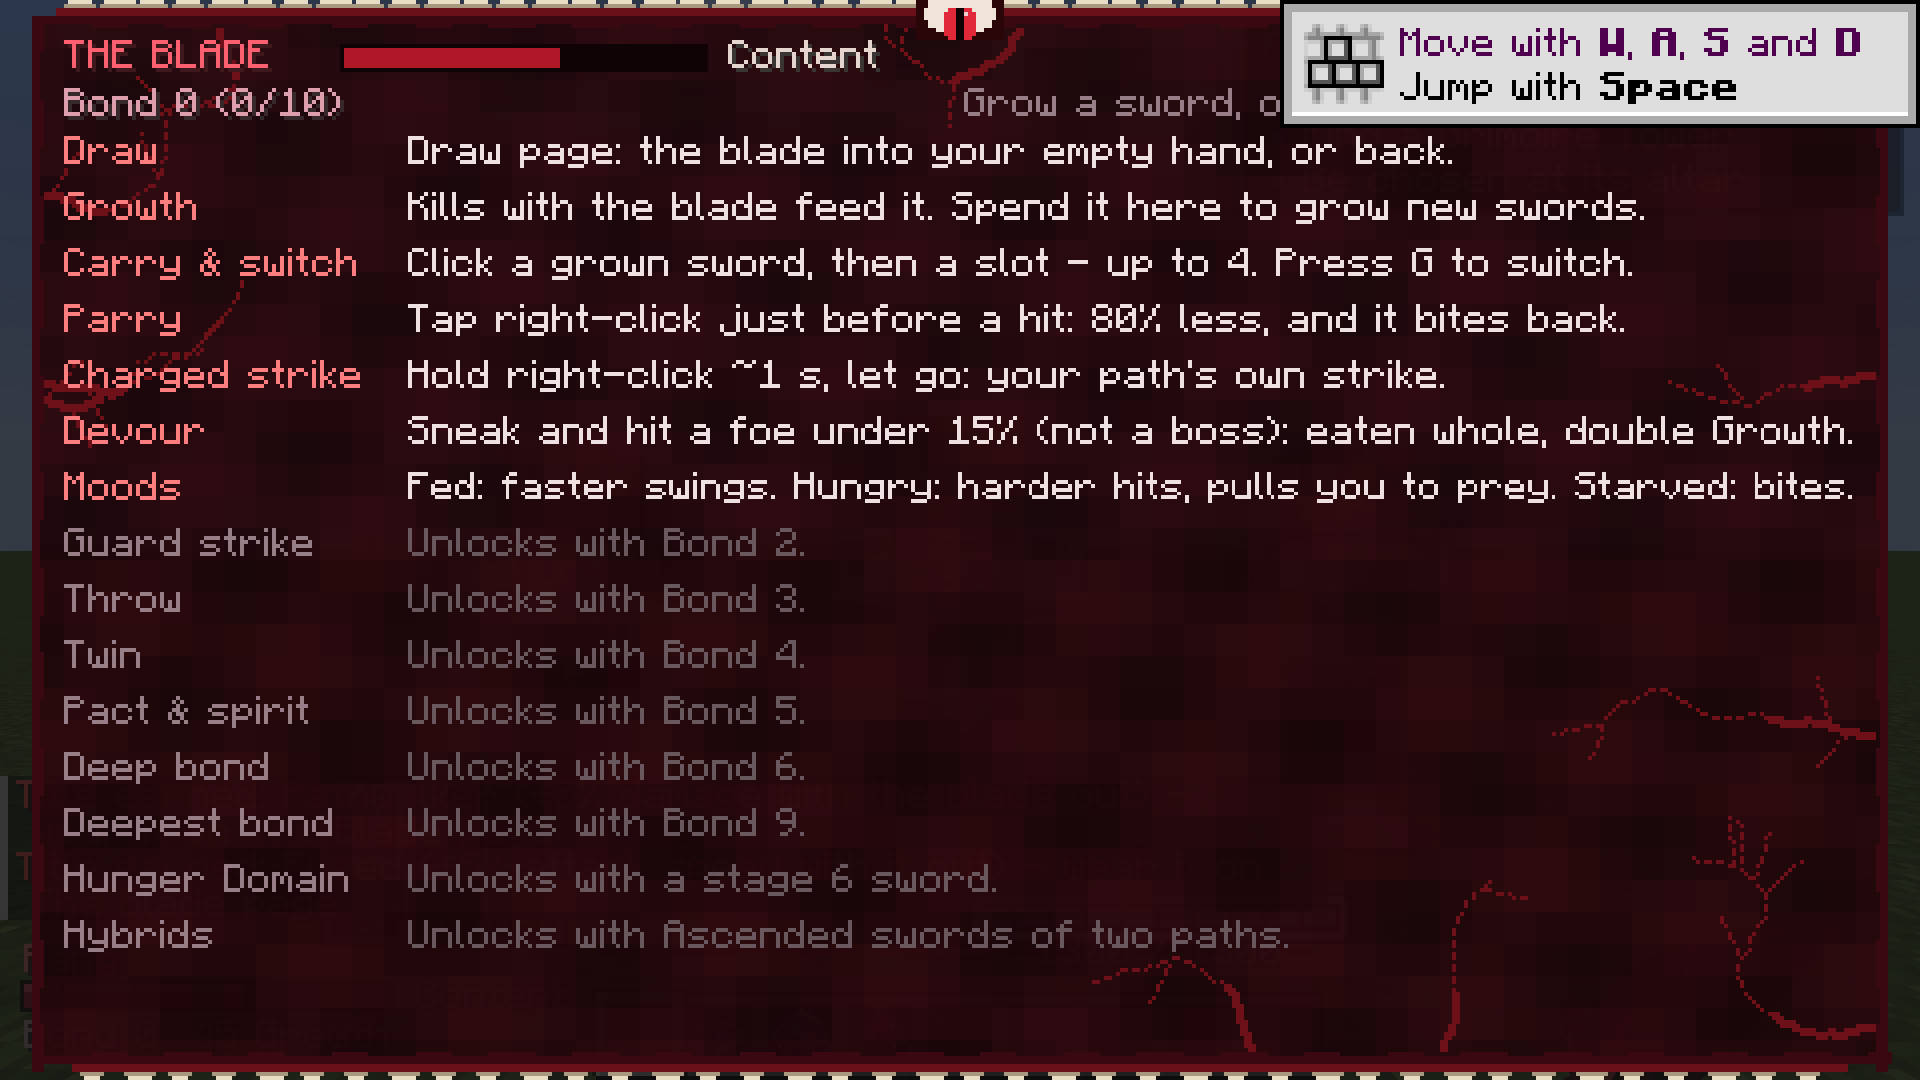 THE BLADE Content
Move with W, A, S and D
Jump with Space
Bond 0 (0/10) Grow a sword, o
Draw Draw page: the blade into your empty hand, or back.
Growth Kills with the blade feed it. Spend it here to grow new swords.
Carry & switch Click a grown sword, then a slot - up to 4. Press G to switch.
Parry Tap right-click just before a hit: 80% less, and it bites back.
Charged strike Hold right-click ~1 s, let go: your path's own strike.
Devour Sneak and hit a foe under 15% (not a boss): eaten whole, double Growth.
Moods Fed: faster swings. Hungry: harder hits, pulls you to prey. Starved: bites.
Guard strike Unlocks with Bond 2.
Throw Unlocks with Bond 3.
Twin Unlocks with Bond 4.
Pact & spirit Unlocks with Bond 5.
Deep bond Unlocks with Bond 6.
Deepest bond Unlocks with Bond 9.
Hunger Domain Unlocks with a stage 6 sword.
Hybrids Unlocks with Ascended swords of two paths.